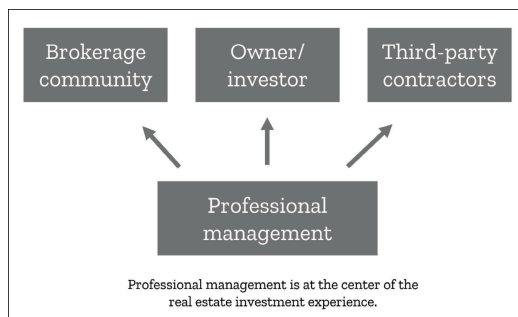 Brokerage
community
Owner/
investor
Third-party
contractors
Professional
management
Professional management is at the center of the
real estate investment experience.